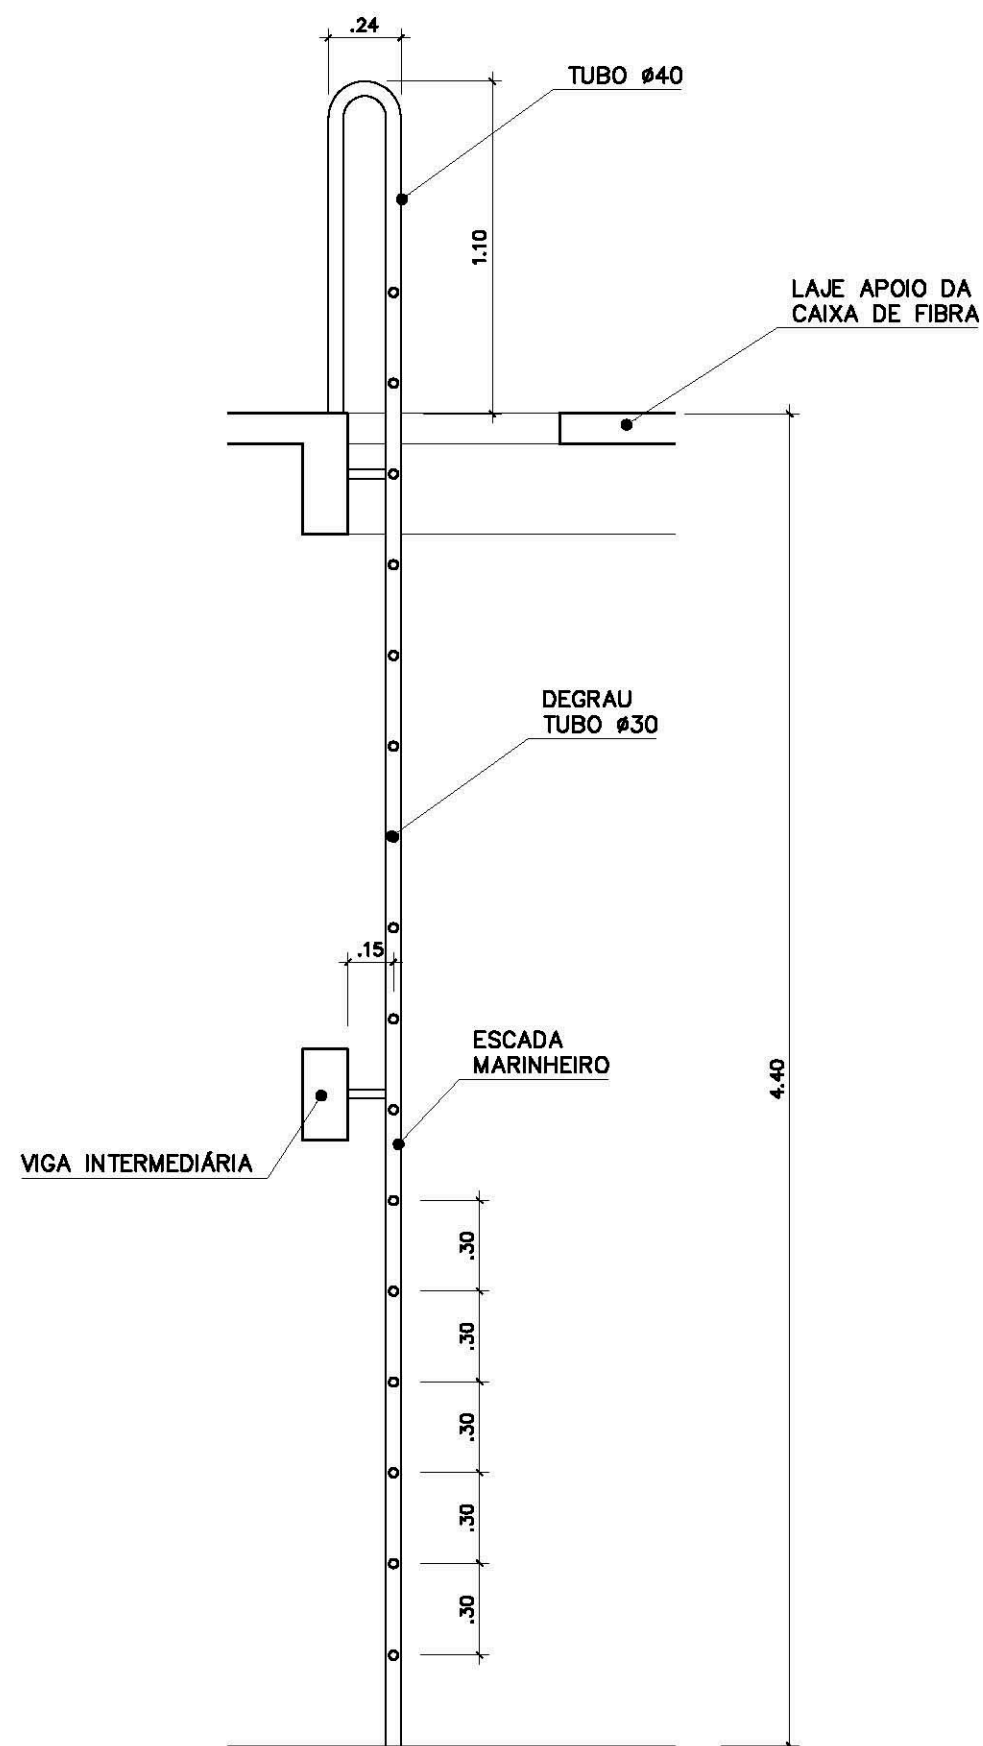 .24
TUBO ø40
1.10
LAJE APOIO DA
CAIXA DE FIBRA
DEGRAU
TUBO ø30
.15
ESCADA
MARINHEIRO
4.40
VIGA INTERMEDIÁRIA
.30
.30
.30
.30
.30